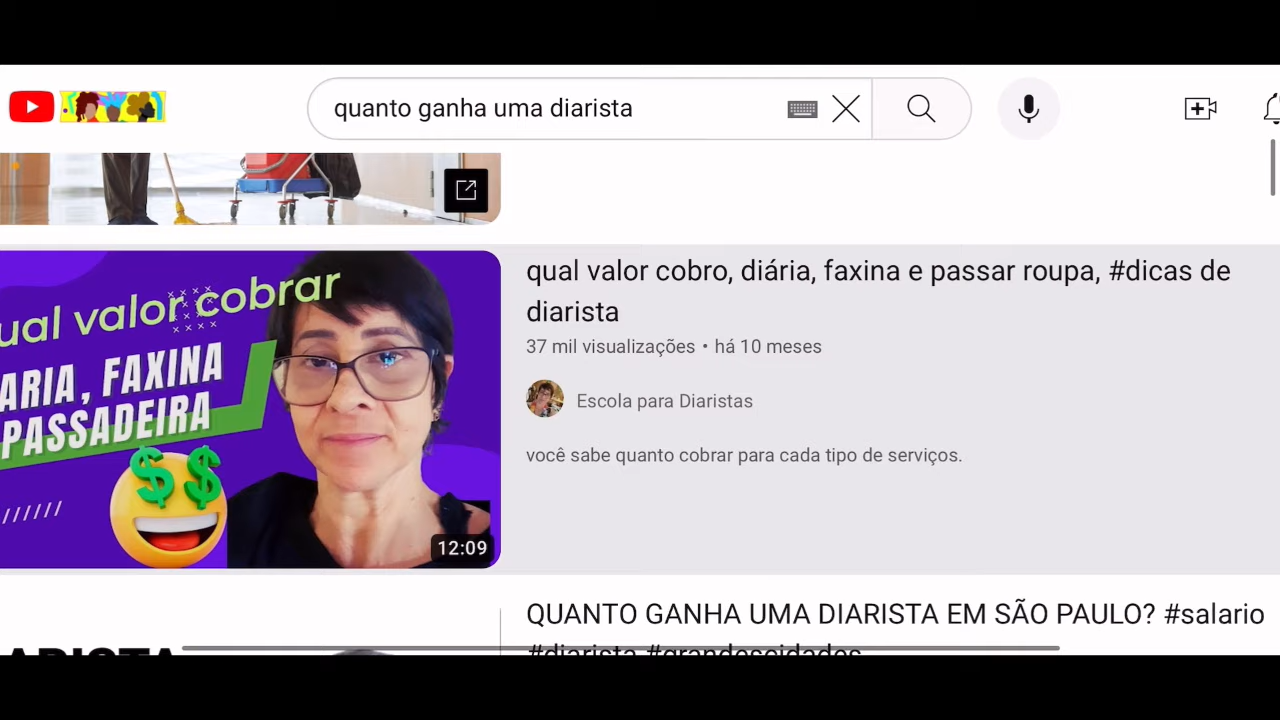 quanto ganha uma diarista
ual valor cobrar
ARIA, FAXINA
PASSADEIRA
12:09
qual valor cobro, diária, faxina e passar roupa, #dicas de
diarista
37 mil visualizações • há 10 meses
Escola para Diaristas
você sabe quanto cobrar para cada tipo de serviços.
QUANTO GANHA UMA DIARISTA EM SÃO PAULO? #salario
#diarista #grandescidades